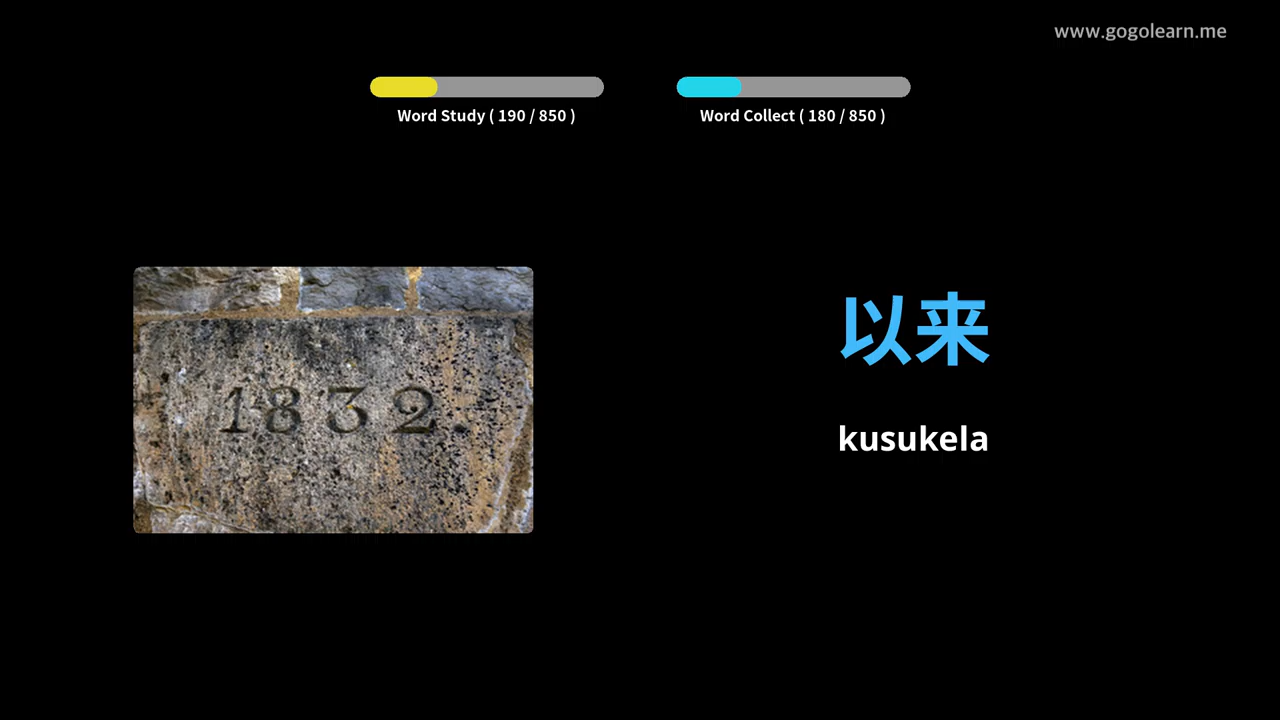 www.gogolearn.me
Word Study ( 190 / 850 )
Word Collect ( 180 / 850 )
1832.
以来
kusukela